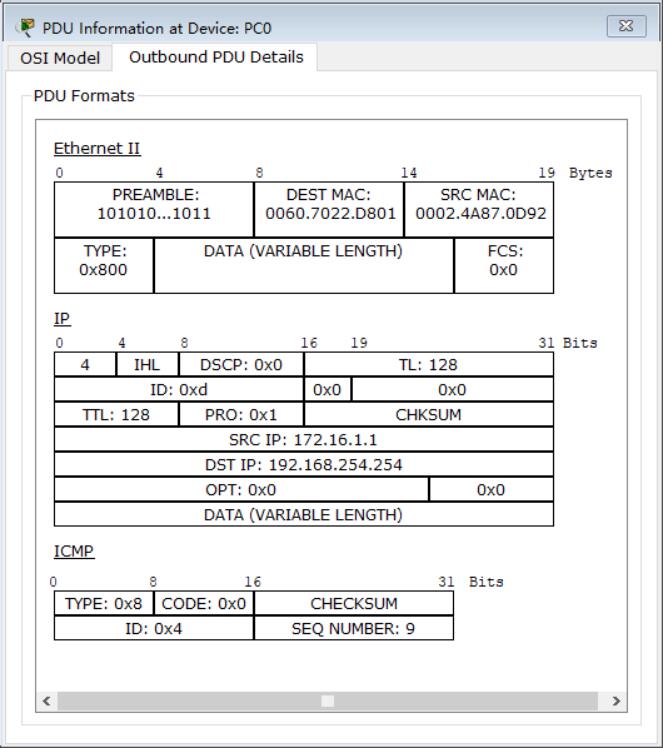 PDU Information at Device: PC0
OSI Model Outbound PDU Details
PDU Formats
Ethernet II
0 4 8 14 19 Bytes
PREAMBLE: DEST MAC: SRC MAC:
101010...1011 0060.7022.D801 0002.4A87.0D92
TYPE: DATA (VARIABLE LENGTH) FCS:
0x800 0x0
IP
0 4 8 16 19 31 Bits
4 IHL DSCP: 0x0 TL: 128
ID: 0xd 0x0 0x0
TTL: 128 PRO: 0x1 CHKSUM
SRC IP: 172.16.1.1
DST IP: 192.168.254.254
OPT: 0x0 0x0
DATA (VARIABLE LENGTH)
ICMP
0 8 16 31 Bits
TYPE: 0x8 CODE: 0x0 CHECKSUM
ID: 0x4 SEQ NUMBER: 9